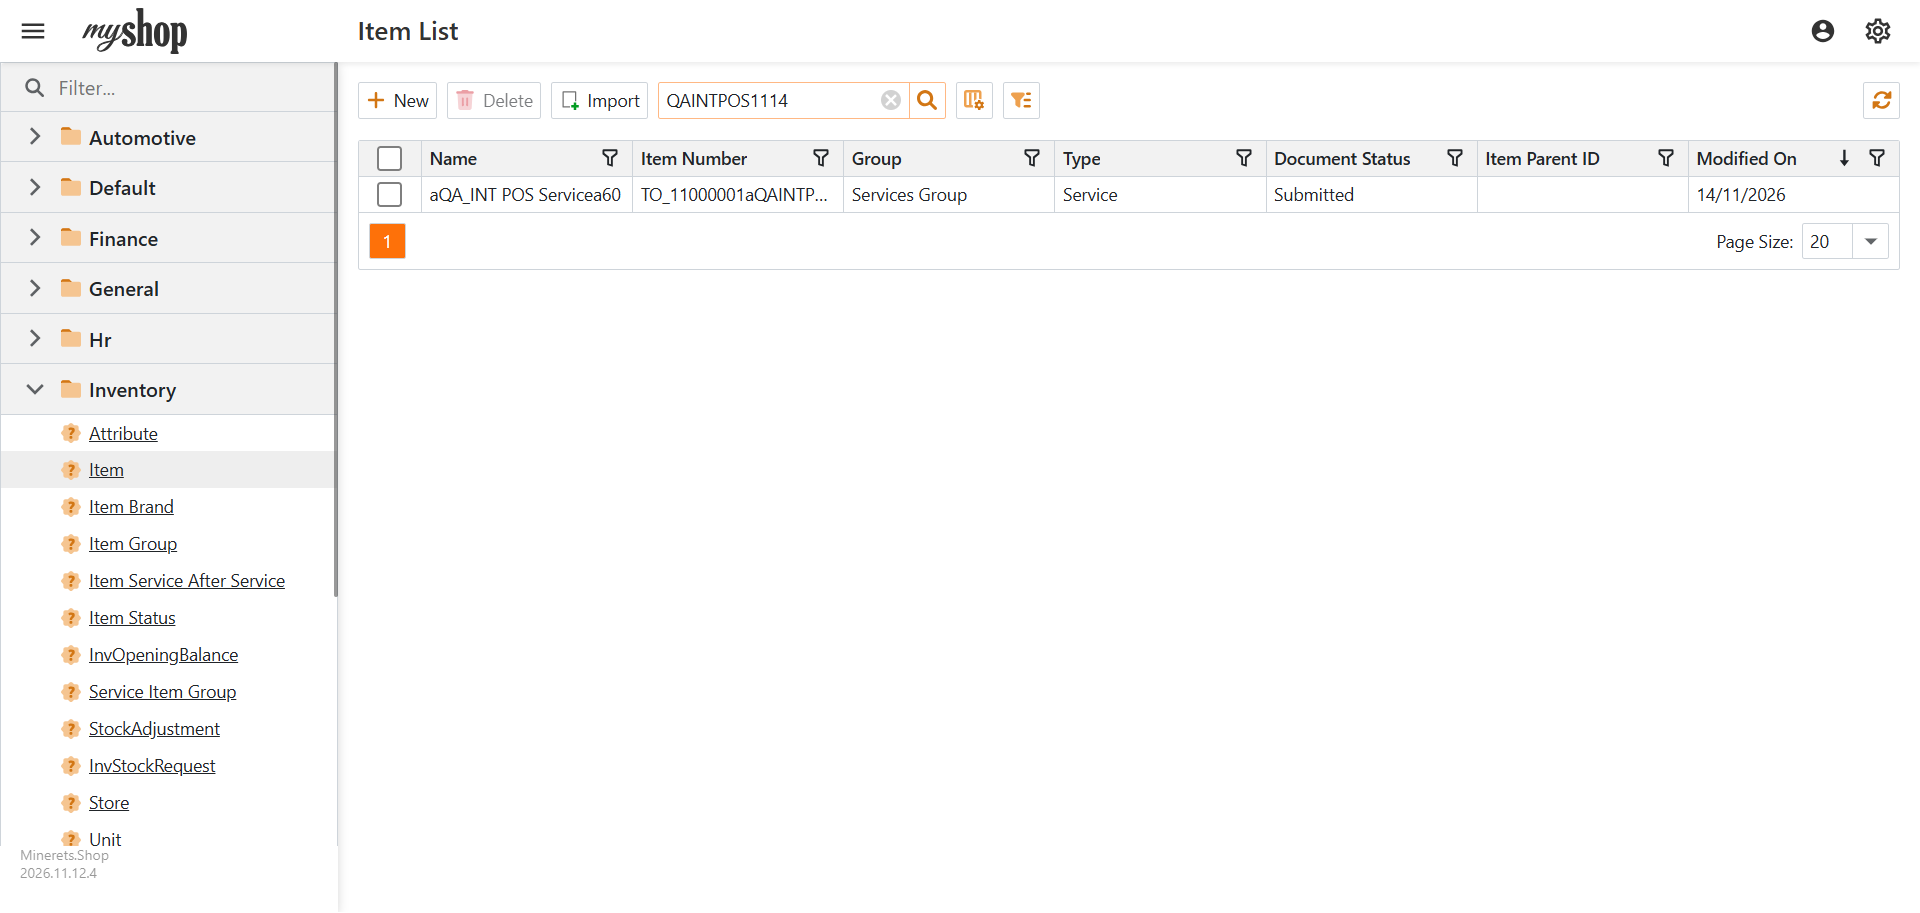 myshop
Item List
Filter...
New
Delete
Import
QAINTPOS1114
Automotive
Default
Finance
General
Hr
Inventory
Attribute
Item
Item Brand
Item Group
Item Service After Service
Item Status
InvOpeningBalance
Service Item Group
StockAdjustment
InvStockRequest
Store
Unit
Minerets.Shop
2026.11.12.4
Name Item Number Group Type Document Status Item Parent ID Modified On
aQA_INT POS Servicea60 TO_11000001aQAINTP... Services Group Service Submitted 14/11/2026
1
Page Size: 20